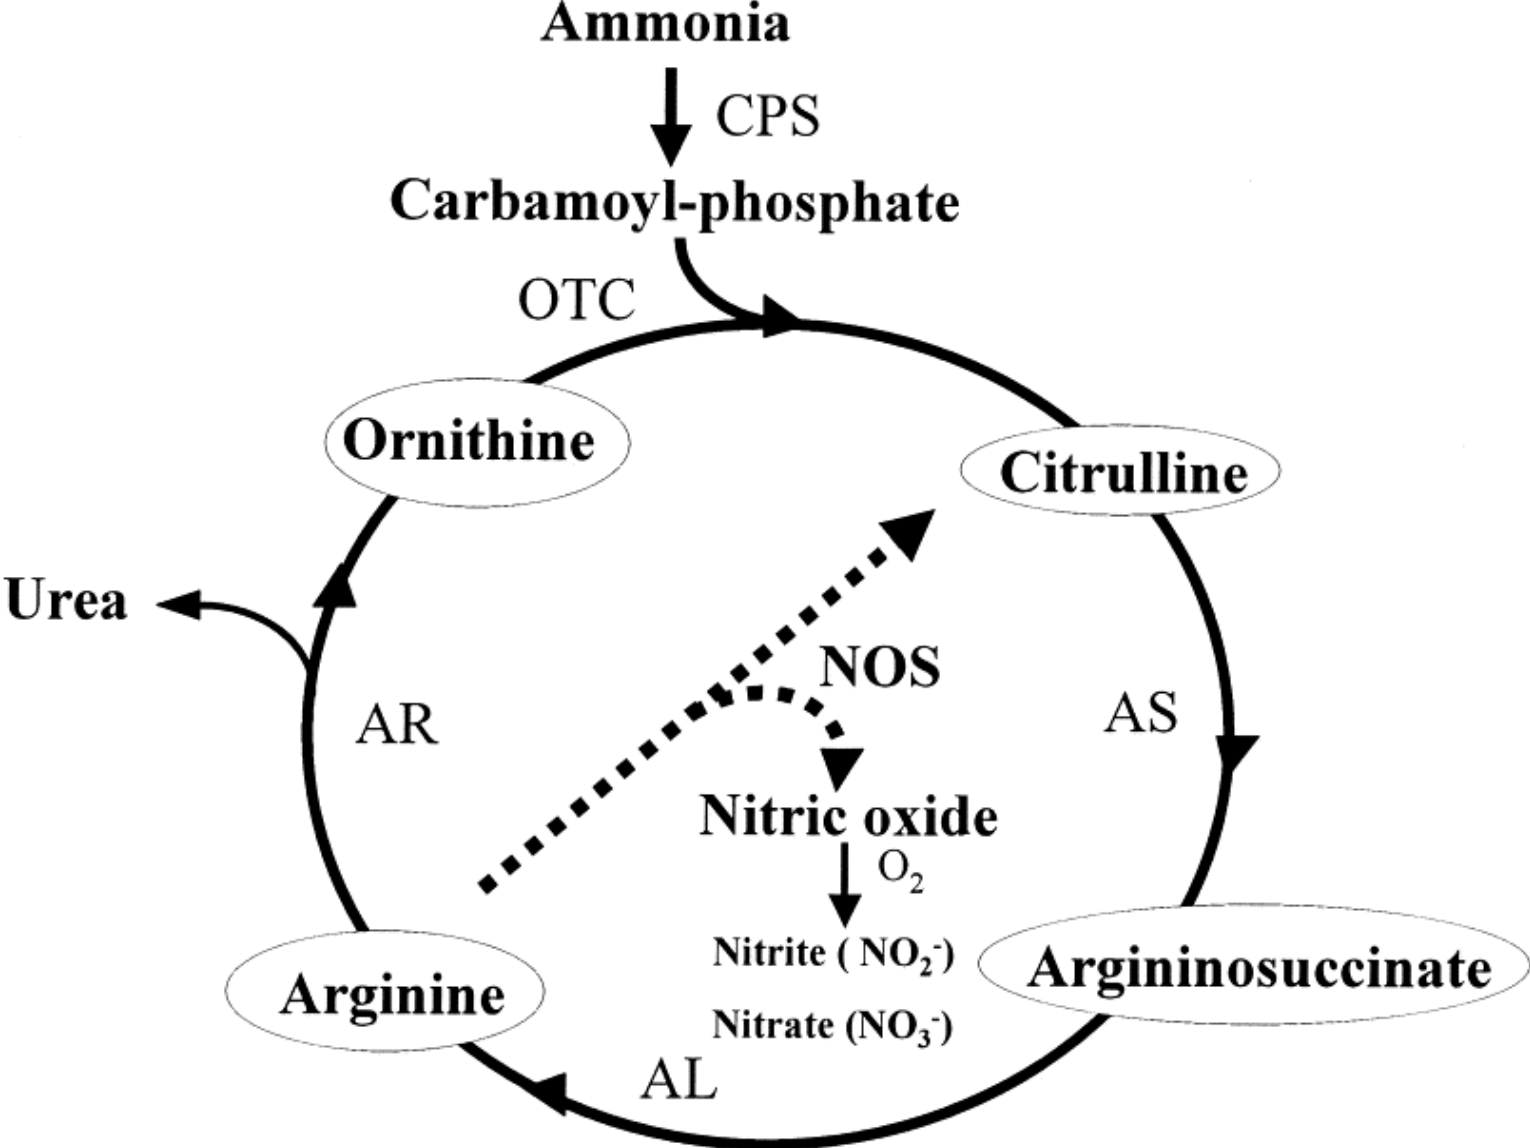 Ammonia
CPS
Carbamoyl-phosphate
OTC
Ornithine
Citrulline
Urea
NOS
AR
AS
Nitric oxide
O₂
Nitrite ( NO₂⁻)
Argininosuccinate
Arginine
Nitrate (NO₃⁻)
AL